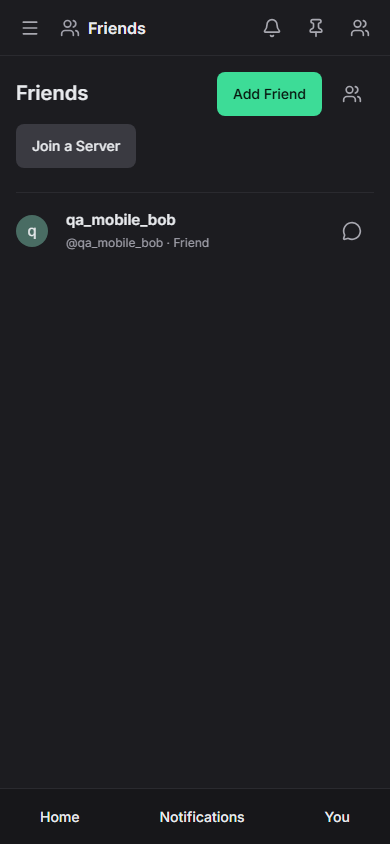 Friends
Friends
Add Friend
Join a Server
q
qa_mobile_bob
@qa_mobile_bob · Friend
Home
Notifications
You